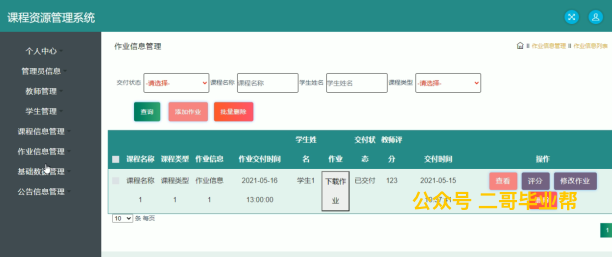 课程资源管理系统
个人中心
管理员信息
教师管理
学生管理
课程信息管理
作业信息管理
基础数据管理
公告信息管理
作业信息管理
作业信息管理 作业信息列表
交付状态 -请选择- 课程名称 课程名称 学生姓名 学生姓名 课程类型 -请选择-
查询 添加作业 批量删除
课程名称 课程类型 作业信息 作业交付时间 学生姓名 作业 交付状态 教师评分 交付时间 操作
课程名称1 课程类型1 作业信息1 2021-05-16 13:00:00 学生1 下载作业 已交付 123 2021-05-15 查看 评分 修改作业
公众号 二哥毕业帮
10 条 每页
1